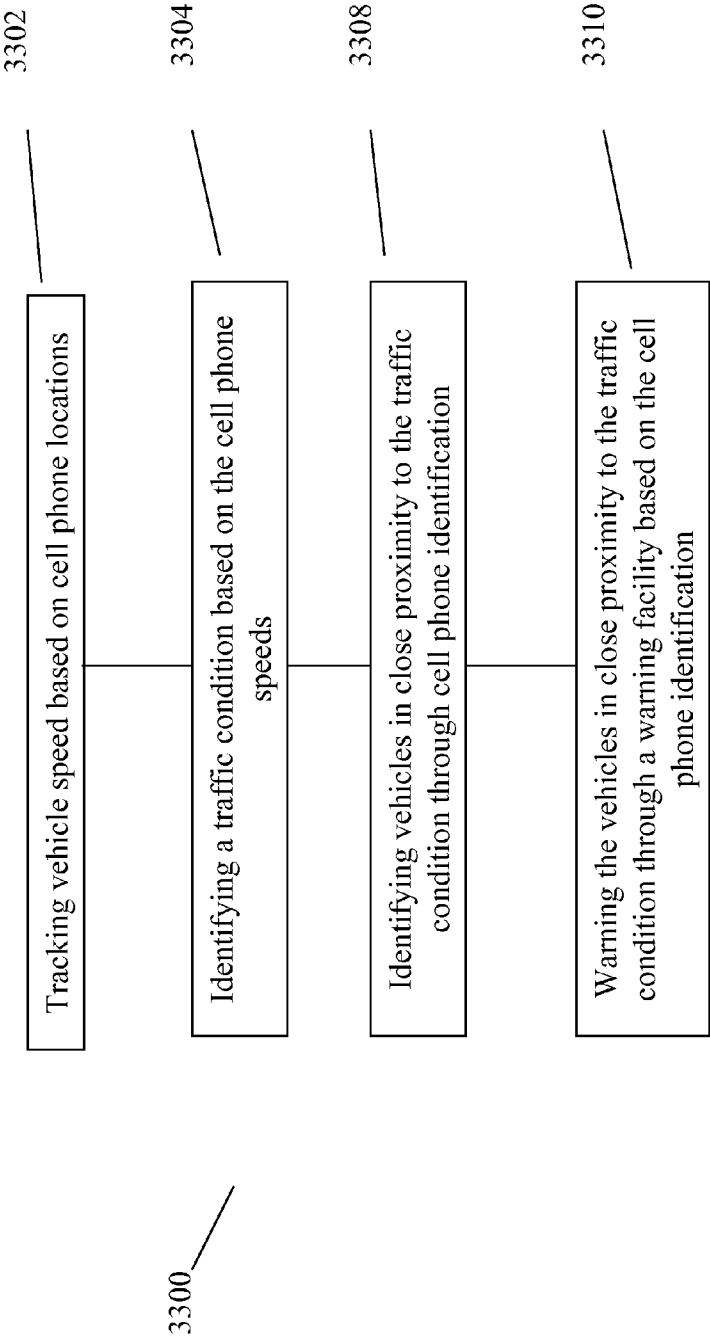 3302
Tracking vehicle speed based on cell phone locations
3304
Identifying a traffic condition based on the cell phone
speeds
3308
Identifying vehicles in close proximity to the traffic
condition through cell phone identification
3310
Warning the vehicles in close proximity to the traffic
condition through a warning facility based on the cell
phone identification
3300